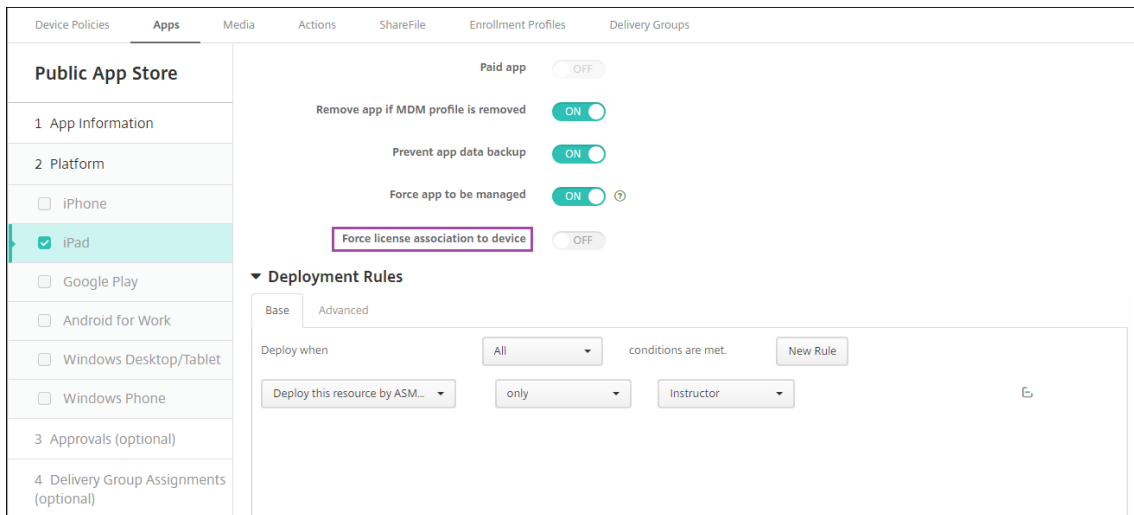 Device Policies Apps Media Actions ShareFile Enrollment Profiles Delivery Groups
Public App Store
1 App Information
2 Platform
iPhone
iPad
Google Play
Android for Work
Windows Desktop/Tablet
Windows Phone
3 Approvals (optional)
4 Delivery Group Assignments
(optional)
Paid app OFF
Remove app if MDM profile is removed ON
Prevent app data backup ON
Force app to be managed ON ?
Force license association to device OFF
Deployment Rules
Base Advanced
Deploy when All conditions are met. New Rule
Deploy this resource by ASM... only Instructor